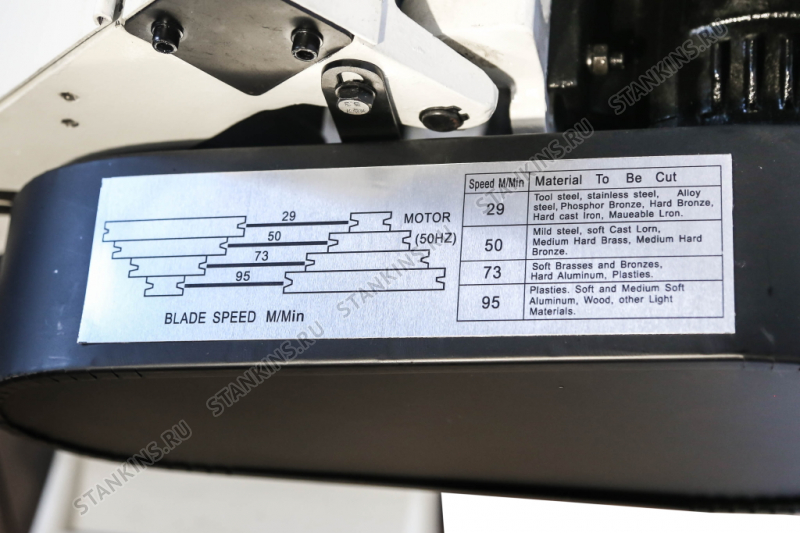 STANKINS.RU
STANKINS.RU
29
50
73
95
MOTOR
(50HZ)
BLADE SPEED M/Min
Speed M/Min Material To Be Cut
29
Tool steel, stainless steel, Alloy
steel, Phosphor Bronze, Hard Bronze,
Hard cast Iron, Maueable Lron.
50
Mild steel, soft Cast Lorn,
Medium Hard Brass, Medium Hard
Bronze.
73
Soft Brasses and Bronzes,
Hard Aluminum, Plasties.
95
Plasties. Soft and Medium Soft
Aluminum, Wood, other Light
Materials.
STANKINS.RU
STANKINS.RU
STANKINS.RU
STANKINS.RU